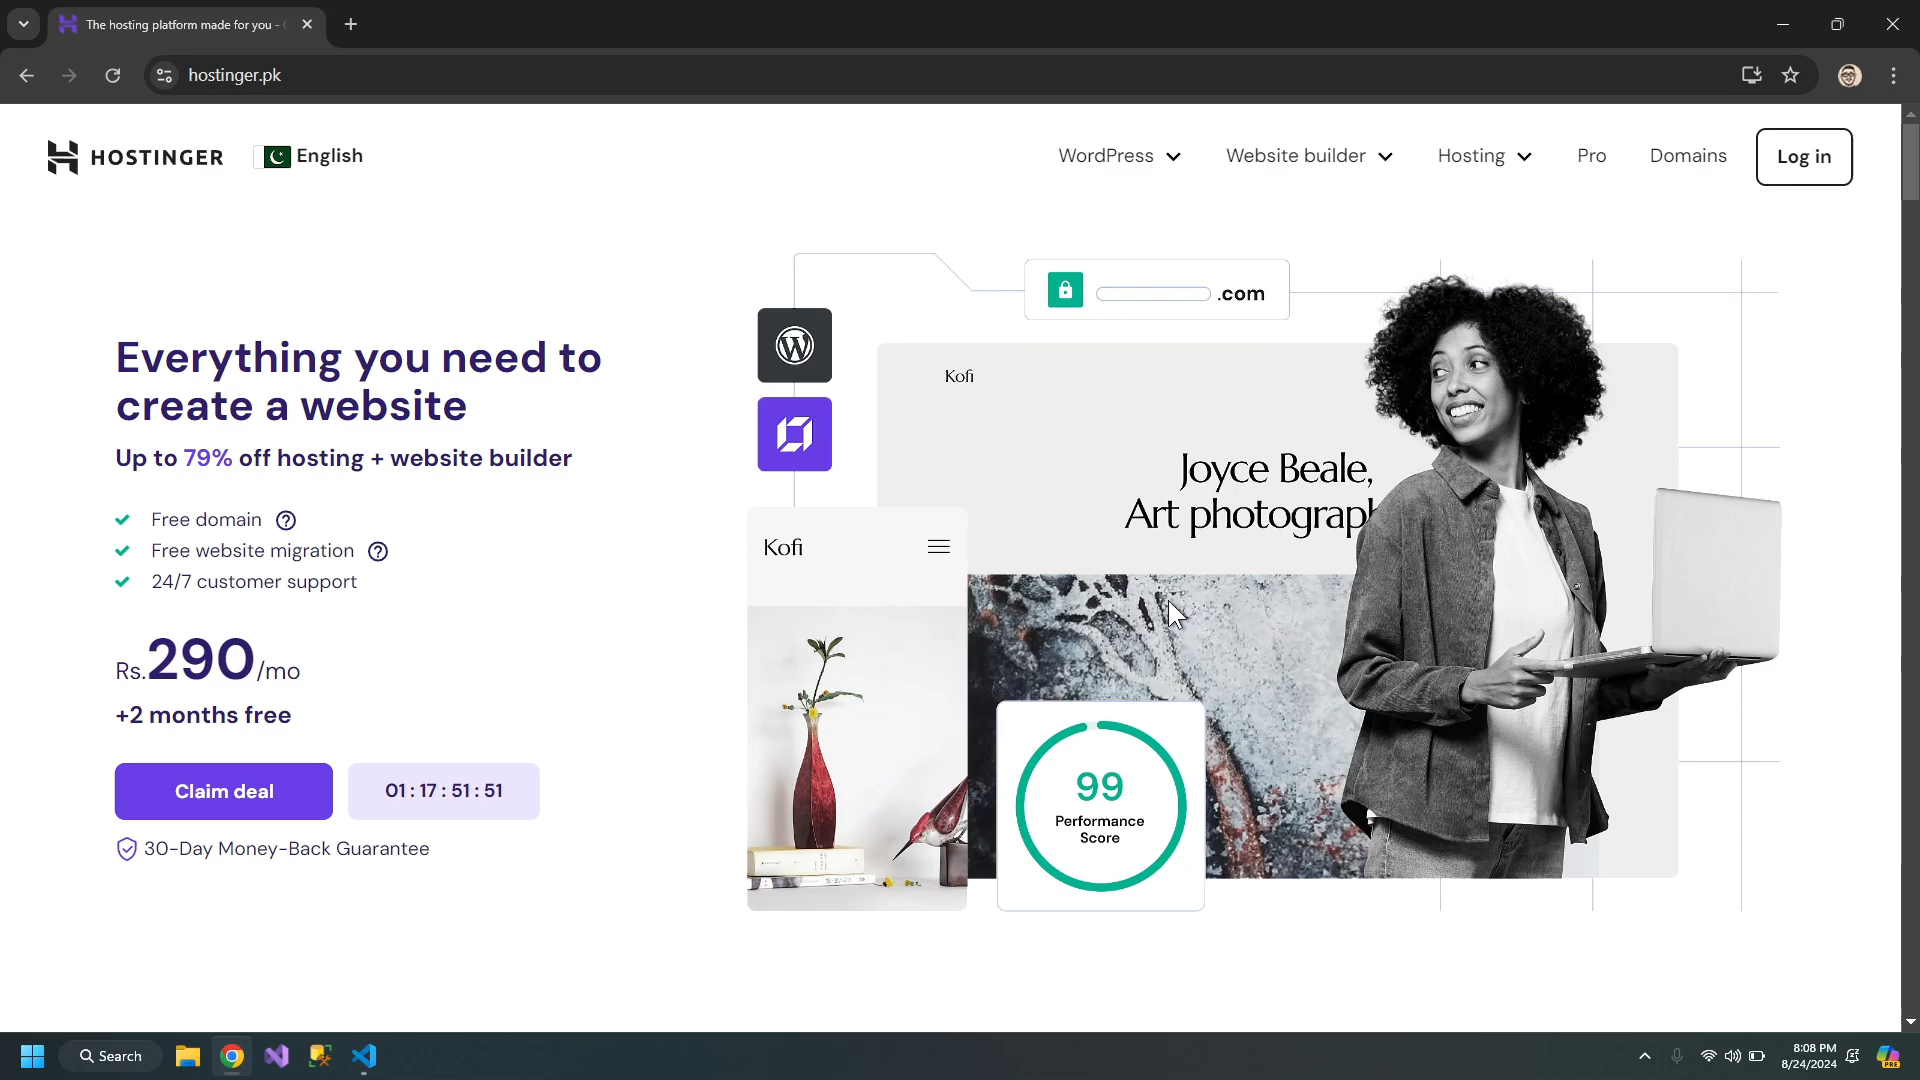 The hosting platform made for you -
hostinger.pk
HOSTINGER
English
WordPress
Website builder
Hosting
Pro
Domains
Log in
.com
Everything you need to
create a website
Up to 79% off hosting + website builder
Free domain
Free website migration
24/7 customer support
Rs.290/mo
+2 months free
Claim deal
01 : 17 : 51 : 51
30-Day Money-Back Guarantee
Kofi
Joyce Beale,
Art photograph
Kofi
99
Performance
Score
Search
8:08 PM
8/24/2024
PRE